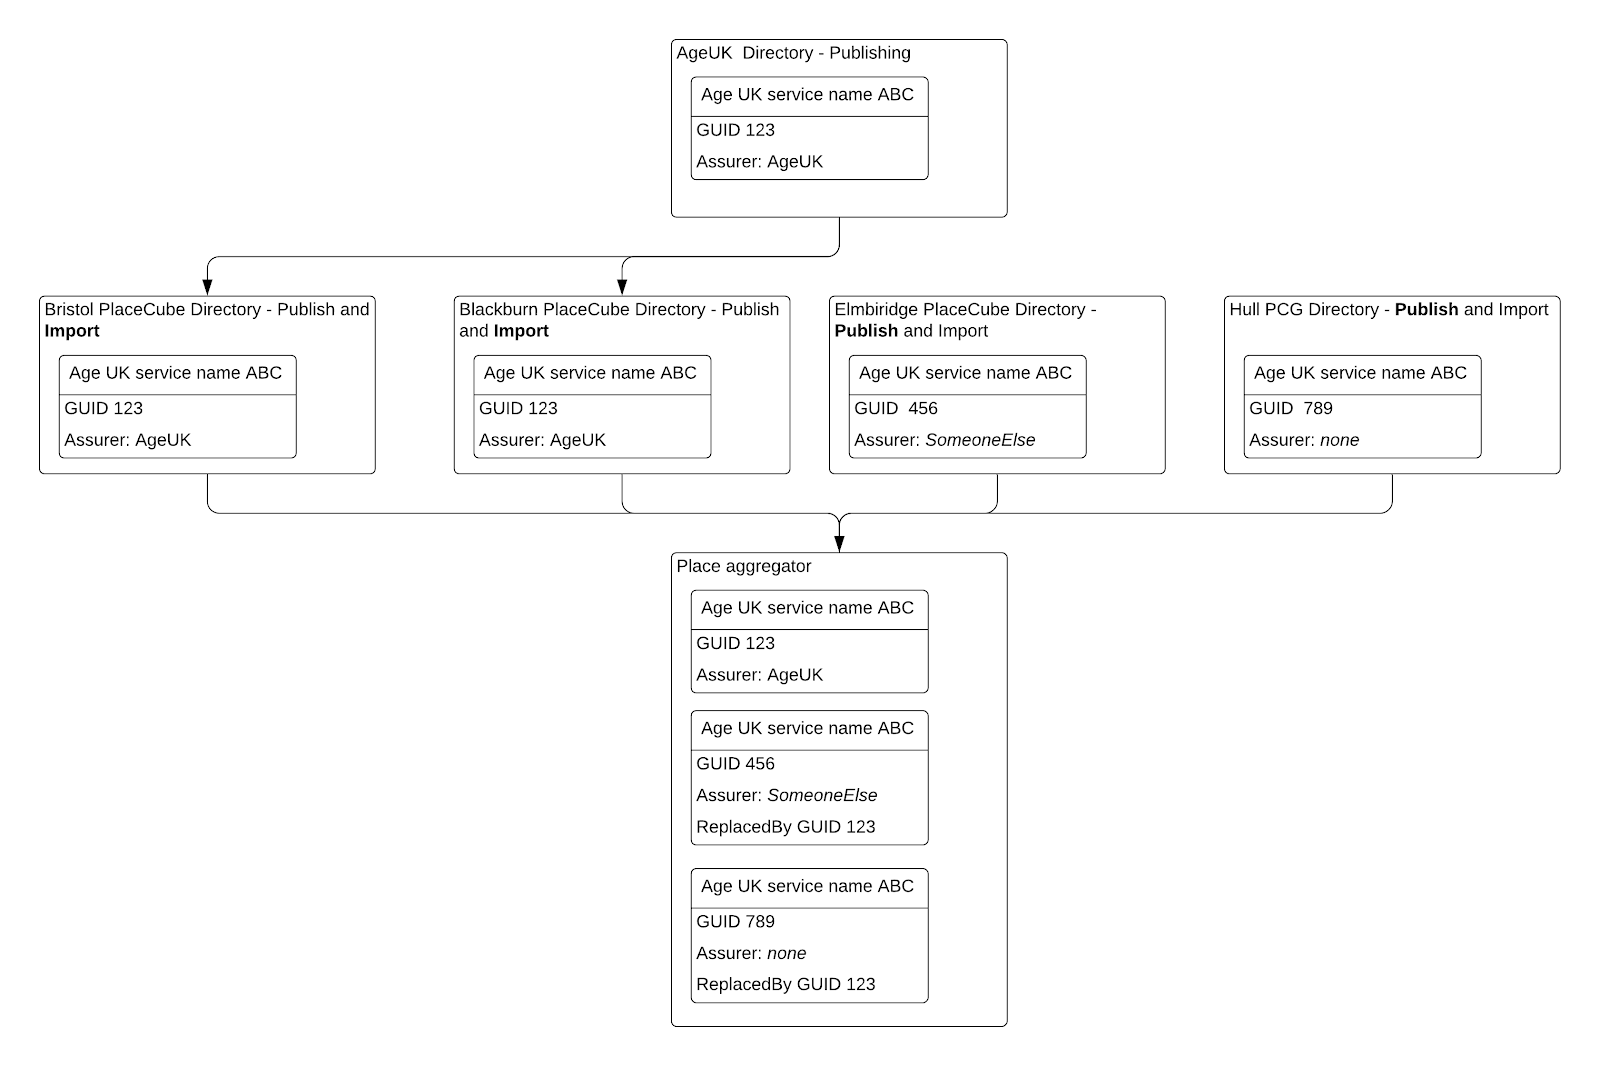 AgeUK  Directory - Publishing
Age UK service name ABC
GUID 123
Assurer: AgeUK
Bristol PlaceCube Directory - Publish and
Import
Age UK service name ABC
GUID 123
Assurer: AgeUK
Blackburn PlaceCube Directory - Publish
and Import
Age UK service name ABC
GUID 123
Assurer: AgeUK
Elmbiridge PlaceCube Directory -
Publish and Import
Age UK service name ABC
GUID  456
Assurer: SomeoneElse
Hull PCG Directory - Publish and Import
Age UK service name ABC
GUID  789
Assurer: none
Place aggregator
Age UK service name ABC
GUID 123
Assurer: AgeUK
Age UK service name ABC
GUID 456
Assurer: SomeoneElse
ReplacedBy GUID 123
Age UK service name ABC
GUID 789
Assurer: none
ReplacedBy GUID 123